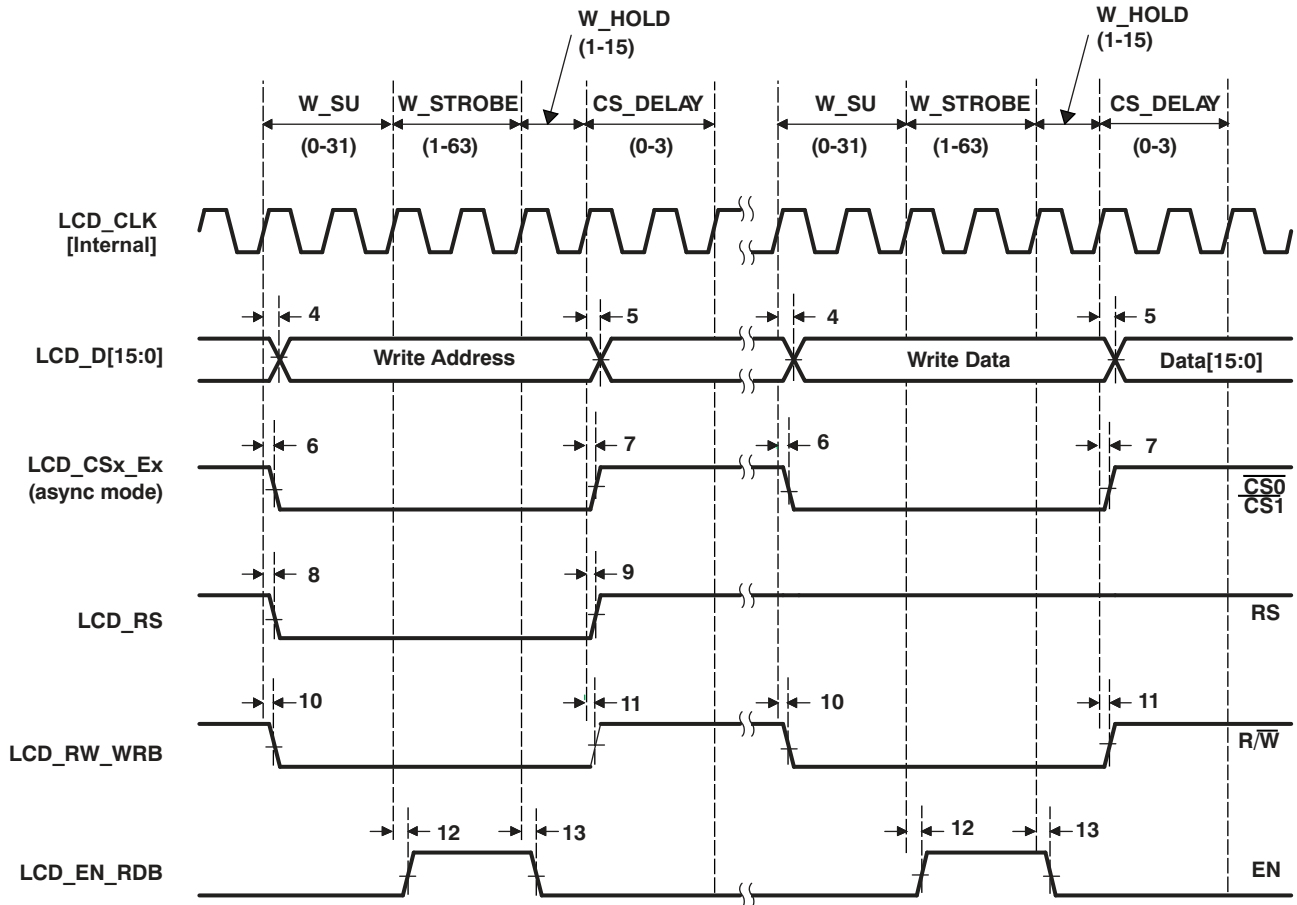 W_HOLD
(1-15)
W_HOLD
(1-15)
W_SU W_STROBE CS_DELAY W_SU W_STROBE CS_DELAY
(0-31) (1-63) (0-3) (0-31) (1-63) (0-3)
LCD_CLK
[Internal]
4 5 4 5
LCD_D[15:0] Write Address Write Data Data[15:0]
6 7 6 7
LCD_CSx_Ex
(async mode)
CS0
CS1
8 9
LCD_RS RS
10 11 10 11
LCD_RW_WRB R/W
12 13 12 13
LCD_EN_RDB EN